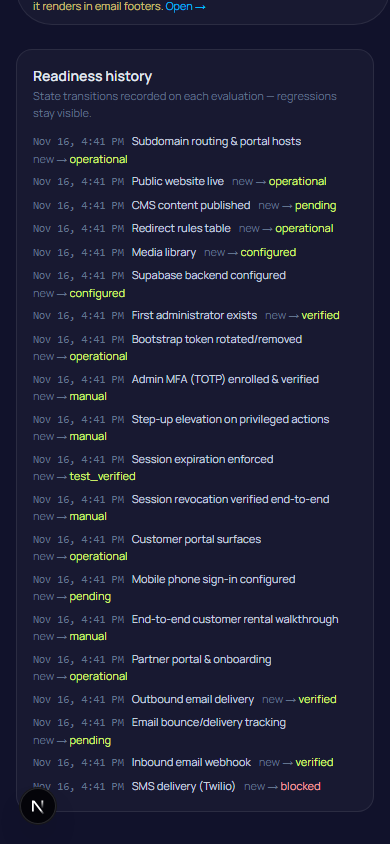 it renders in email footers. Open →
Readiness history
State transitions recorded on each evaluation — regressions
stay visible.
Nov 16, 4:41 PM Subdomain routing & portal hosts
new → operational
Nov 16, 4:41 PM Public website live new → operational
Nov 16, 4:41 PM CMS content published new → pending
Nov 16, 4:41 PM Redirect rules table new → operational
Nov 16, 4:41 PM Media library new → configured
Nov 16, 4:41 PM Supabase backend configured
new → configured
Nov 16, 4:41 PM First administrator exists new → verified
Nov 16, 4:41 PM Bootstrap token rotated/removed
new → operational
Nov 16, 4:41 PM Admin MFA (TOTP) enrolled & verified
new → manual
Nov 16, 4:41 PM Step-up elevation on privileged actions
new → manual
Nov 16, 4:41 PM Session expiration enforced
new → test_verified
Nov 16, 4:41 PM Session revocation verified end-to-end
new → manual
Nov 16, 4:41 PM Customer portal surfaces
new → operational
Nov 16, 4:41 PM Mobile phone sign-in configured
new → pending
Nov 16, 4:41 PM End-to-end customer rental walkthrough
new → manual
Nov 16, 4:41 PM Partner portal & onboarding
new → operational
Nov 16, 4:41 PM Outbound email delivery new → verified
Nov 16, 4:41 PM Email bounce/delivery tracking
new → pending
Nov 16, 4:41 PM Inbound email webhook new → verified
Nov 16, 4:41 PM SMS delivery (Twilio) new → blocked
N